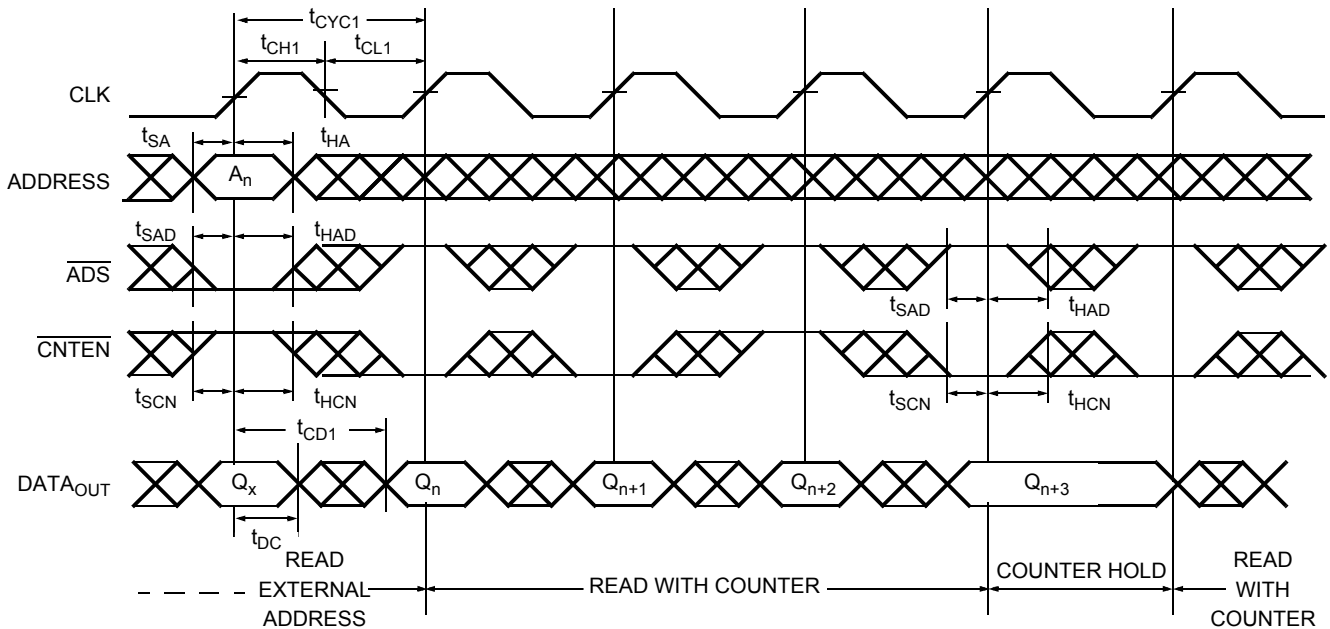 tCYC1
tCH1 tCL1
CLK
tSA tHA
ADDRESS An
tSAD tHAD
ADS
tSAD tHAD
CNTEN
tSCN tHCN tSCN tHCN
tCD1
DATAOUT Qx Qn Qn+1 Qn+2 Qn+3
tDC
READ
EXTERNAL
ADDRESS
READ WITH COUNTER
COUNTER HOLD
READ
WITH
COUNTER